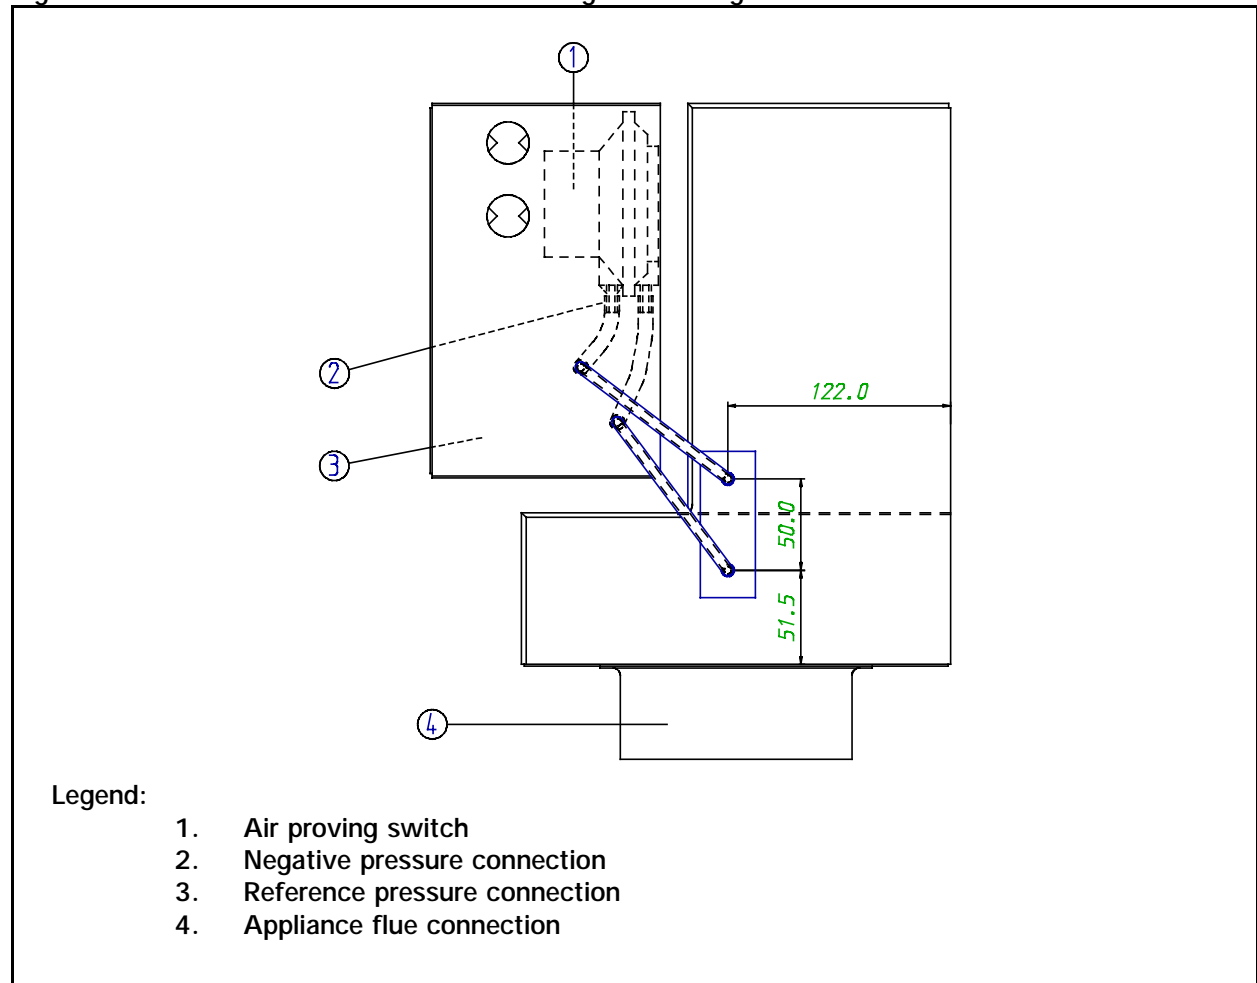 1
2
3
122.0
50.0
51.5
4
Legend:
1. Air proving switch
2. Negative pressure connection
3. Reference pressure connection
4. Appliance flue connection